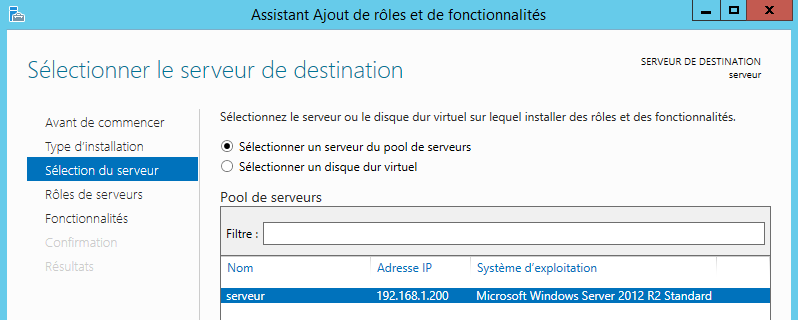 Assistant Ajout de rôles et de fonctionnalités
Sélectionner le serveur de destination
SERVEUR DE DESTINATION
serveur
Avant de commencer
Type d'installation
Sélection du serveur
Rôles de serveurs
Fonctionnalités
Confirmation
Résultats
Sélectionnez le serveur ou le disque dur virtuel sur lequel installer des rôles et des fonctionnalités.
Sélectionner un serveur du pool de serveurs
Sélectionner un disque dur virtuel
Pool de serveurs
Filtre :
Nom Adresse IP Système d'exploitation
serveur 192.168.1.200 Microsoft Windows Server 2012 R2 Standard